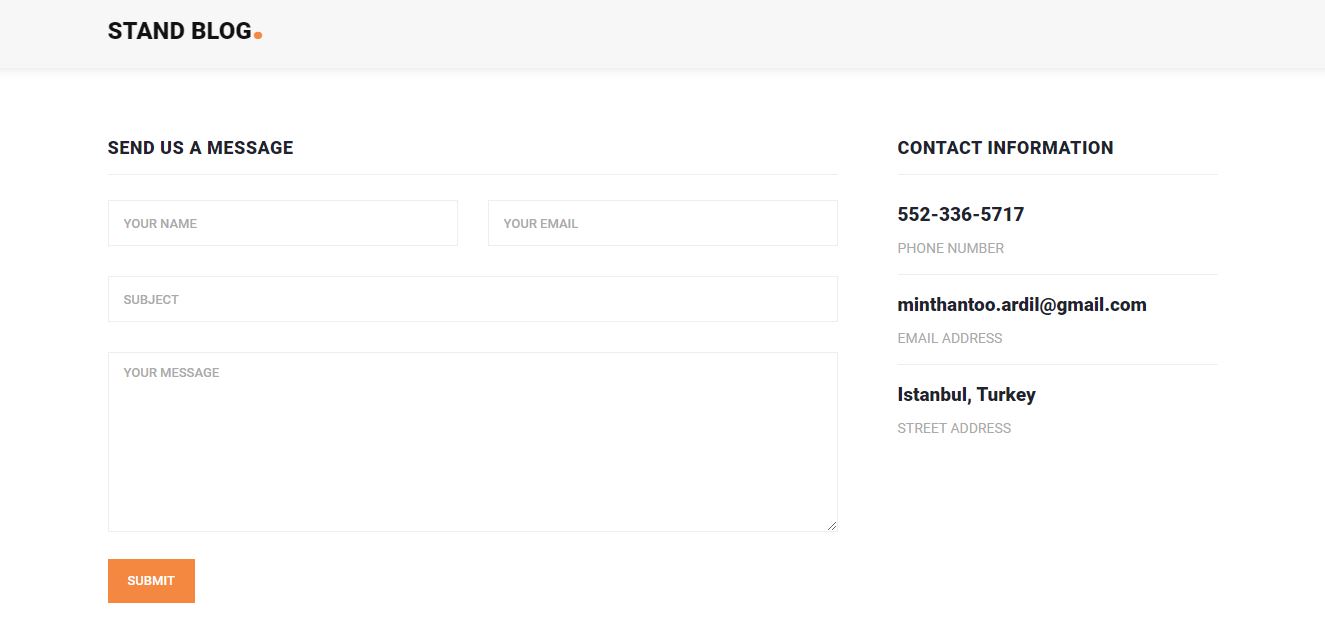 STAND BLOG.
SEND US A MESSAGE
YOUR NAME
YOUR EMAIL
SUBJECT
YOUR MESSAGE
SUBMIT
CONTACT INFORMATION
552-336-5717
PHONE NUMBER
minthantoo.ardil@gmail.com
EMAIL ADDRESS
Istanbul, Turkey
STREET ADDRESS